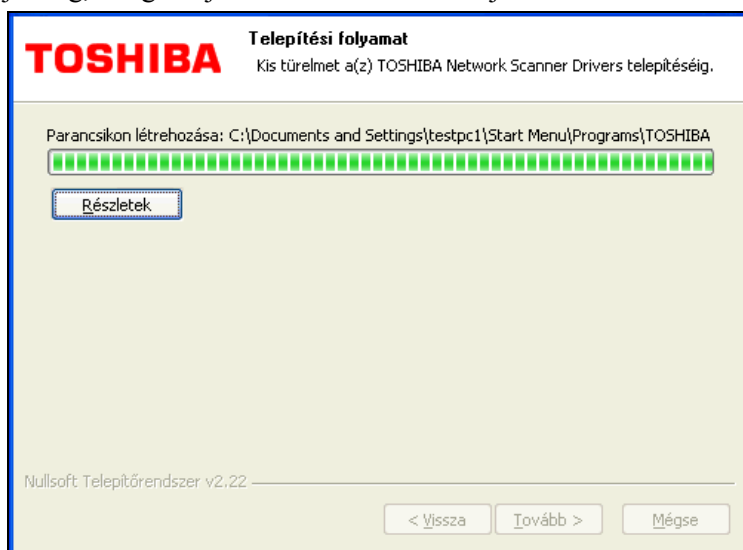 TOSHIBA
Telepítési folyamat
Kis türelmet a(z) TOSHIBA Network Scanner Drivers telepítéséig.
Parancsikon létrehozása: C:\Documents and Settings\testpc1\Start Menu\Programs\TOSHIBA
Részletek
Nullsoft Telepítőrendszer v2.22
< Vissza Tovább > Mégse